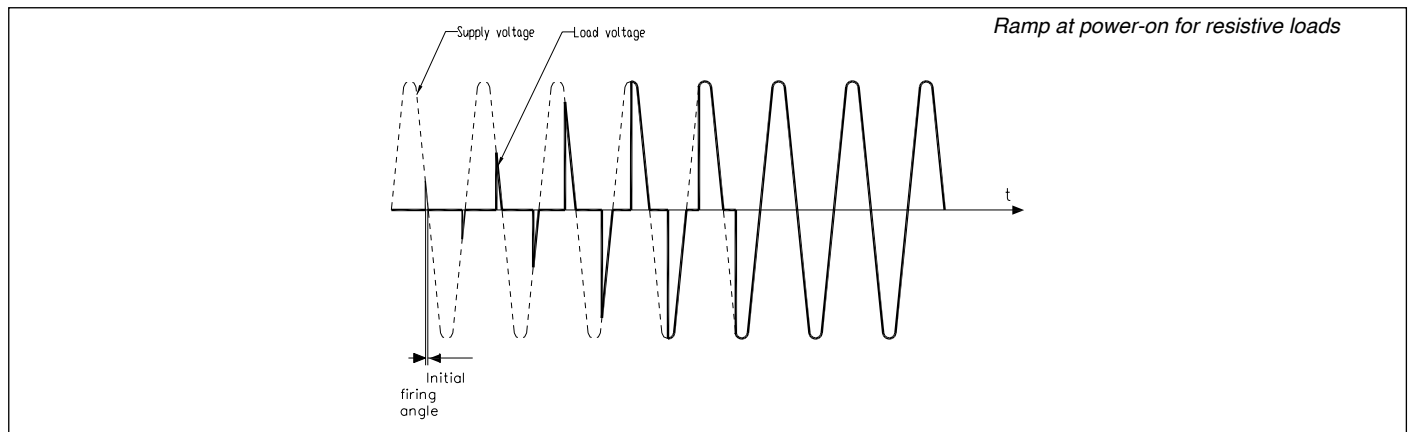 Ramp at power-on for resistive loads
Supply voltage
Load voltage
t
Initial
firing
angle